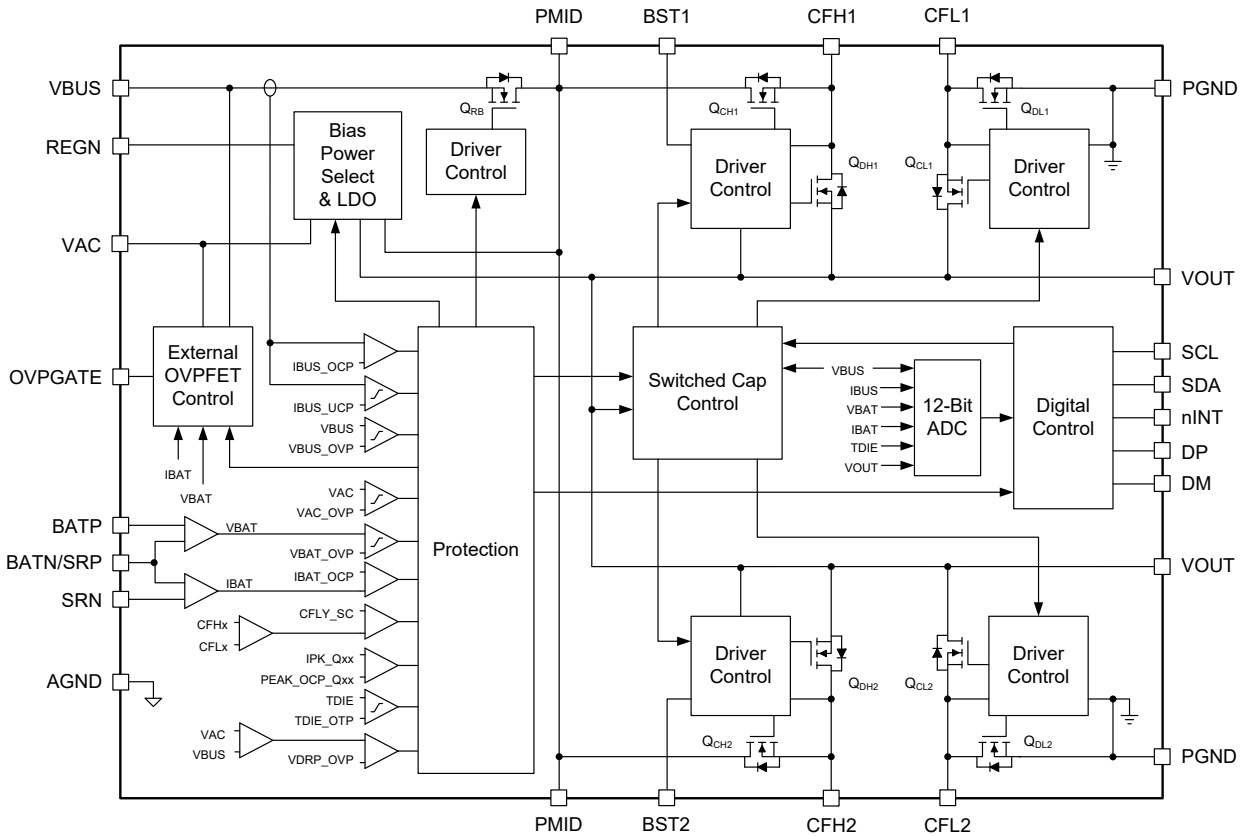 PMID
BST1
CFH1
CFL1
VBUS
REGN
VAC
OVPGATE
BATP
BATN/SRP
SRN
AGND
PGND
VOUT
SCL
SDA
nINT
DP
DM
VOUT
PGND
PMID
BST2
CFH2
CFL2
QRB
QCH1
QDL1
QDH1
QCL1
Bias
Power
Select
& LDO
Driver
Control
Driver
Control
Driver
Control
External
OVPFET
Control
IBAT
VBAT
IBUS_OCP
IBUS_UCP
VBUS
VBUS_OVP
VAC
VAC_OVP
VBAT
VBAT_OVP
IBAT
IBAT_OCP
CFHx
CFLx
CFLY_SC
IPK_Qxx
PEAK_OCP_Qxx
TDIE
TDIE_OTP
VAC
VBUS
VDRP_OVP
Protection
Switched Cap
Control
VBUS
IBUS
VBAT
IBAT
TDIE
VOUT
12-Bit
ADC
Digital
Control
Driver
Control
Driver
Control
QDH2
QCL2
QCH2
QDL2